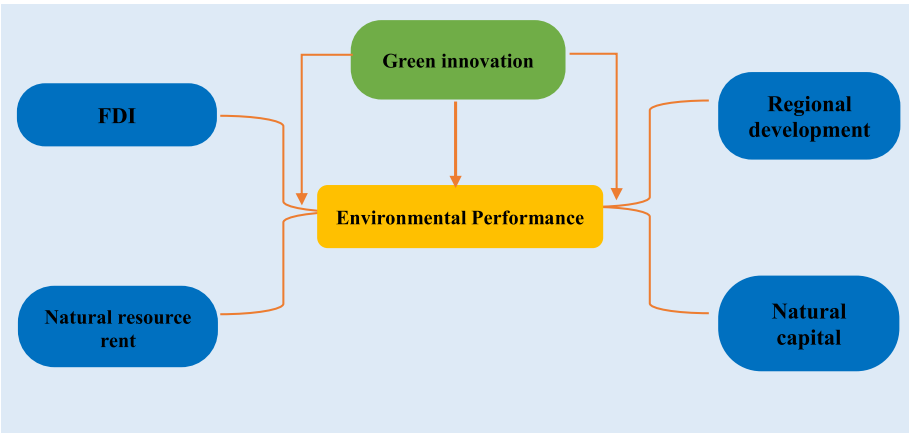 Green innovation
FDI
Regional
development
Environmental Performance
Natural resource
rent
Natural
capital